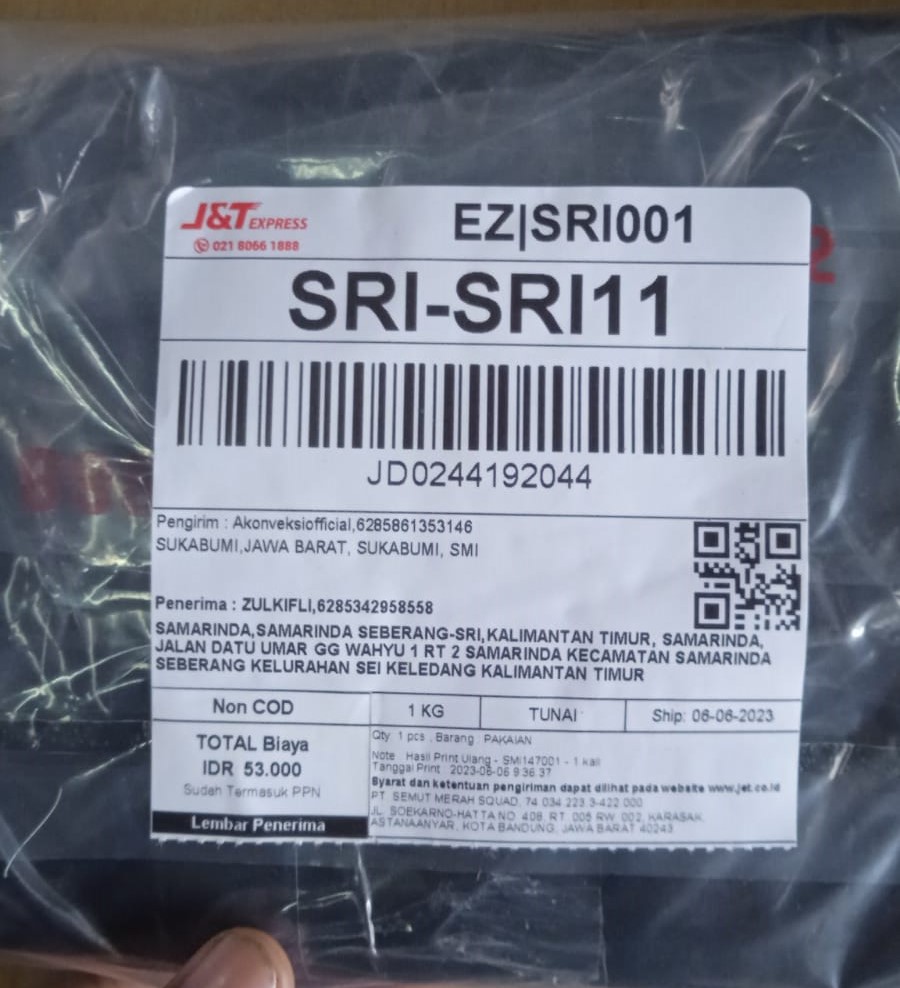 J&T EXPRESS
021 8066 1888
EZ|SRI001
SRI-SRI11
JD0244192044
Pengirim : Akonveksiofficial,6285861353146
SUKABUMI,JAWA BARAT, SUKABUMI, SMI
Penerima : ZULKIFLI,6285342958558
SAMARINDA,SAMARINDA SEBERANG-SRI,KALIMANTAN TIMUR, SAMARINDA,
JALAN DATU UMAR GG WAHYU 1 RT 2 SAMARINDA KECAMATAN SAMARINDA
SEBERANG KELURAHAN SEI KELEDANG KALIMANTAN TIMUR
Non COD
1 KG
TUNAI
Ship: 06-06-2023
TOTAL Biaya
IDR 53.000
Sudah Termasuk PPN
Lembar Penerima
Qty 1 pcs , Barang : PAKAIAN
Note : Hasil Print Ulang - SMI147001 - 1 kali
Tanggal Print : 2023-06-06 9 36 37
Syarat dan ketentuan pengiriman dapat dilihat pada website www.jet.co.id
PT. SEMUT MERAH SQUAD, 74 034 223 3-422 000
JL. SOEKARNO-HATTA NO 408, RT 005 RW 002, KARASAK,
ASTANAANYAR, KOTA BANDUNG, JAWA BARAT 40243